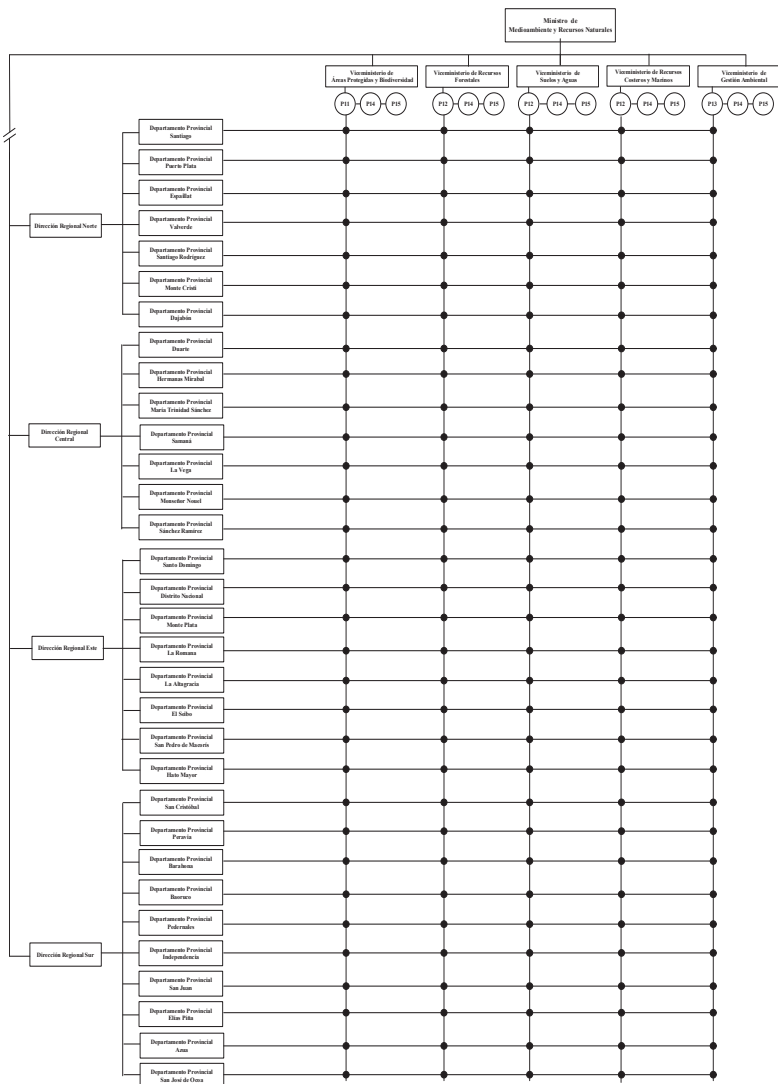 Ministro de
Medioambiente y Recursos Naturales
Viceministerio de
Áreas Protegidas y Biodiversidad
Viceministerio de Recursos
Forestales
Viceministerio de
Suelos y Aguas
Viceministerio de Recursos
Costeros y Marinos
Viceministerio de
Gestión Ambiental
P11 P14 P15
P12 P14 P15
P12 P14 P15
P12 P14 P15
P13 P14 P15
Dirección Regional Norte
Departamento Provincial
Santiago
Departamento Provincial
Puerto Plata
Departamento Provincial
Espaillat
Departamento Provincial
Valverde
Departamento Provincial
Santiago Rodríguez
Departamento Provincial
Monte Cristi
Departamento Provincial
Dajabón
Dirección Regional
Central
Departamento Provincial
Duarte
Departamento Provincial
Hermanas Mirabal
Departamento Provincial
María Trinidad Sánchez
Departamento Provincial
Samaná
Departamento Provincial
La Vega
Departamento Provincial
Monseñor Nouel
Departamento Provincial
Sánchez Ramírez
Dirección Regional Este
Departamento Provincial
Santo Domingo
Departamento Provincial
Distrito Nacional
Departamento Provincial
Monte Plata
Departamento Provincial
La Romana
Departamento Provincial
La Altagracia
Departamento Provincial
El Seibo
Departamento Provincial
San Pedro de Macorís
Departamento Provincial
Hato Mayor
Dirección Regional Sur
Departamento Provincial
San Cristóbal
Departamento Provincial
Peravia
Departamento Provincial
Barahona
Departamento Provincial
Baoruco
Departamento Provincial
Pedernales
Departamento Provincial
Independencia
Departamento Provincial
San Juan
Departamento Provincial
Elías Piña
Departamento Provincial
Azua
Departamento Provincial
San José de Ocoa